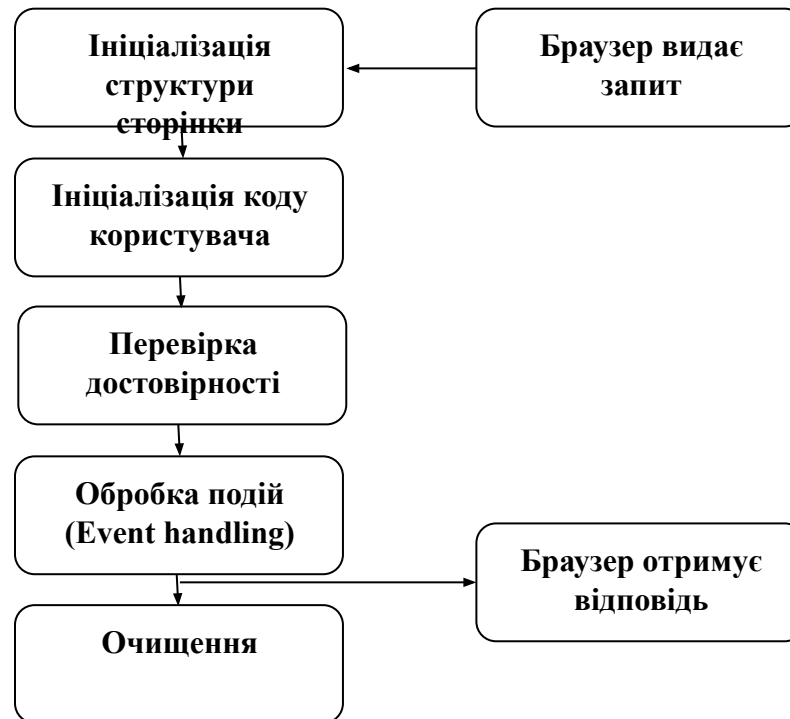 Ініціалізація
структури
сторінки
Браузер видає
запит
Ініціалізація коду
користувача
Перевірка
достовірності
Обробка подій
(Event handling)
Браузер отримує
відповідь
Очищення